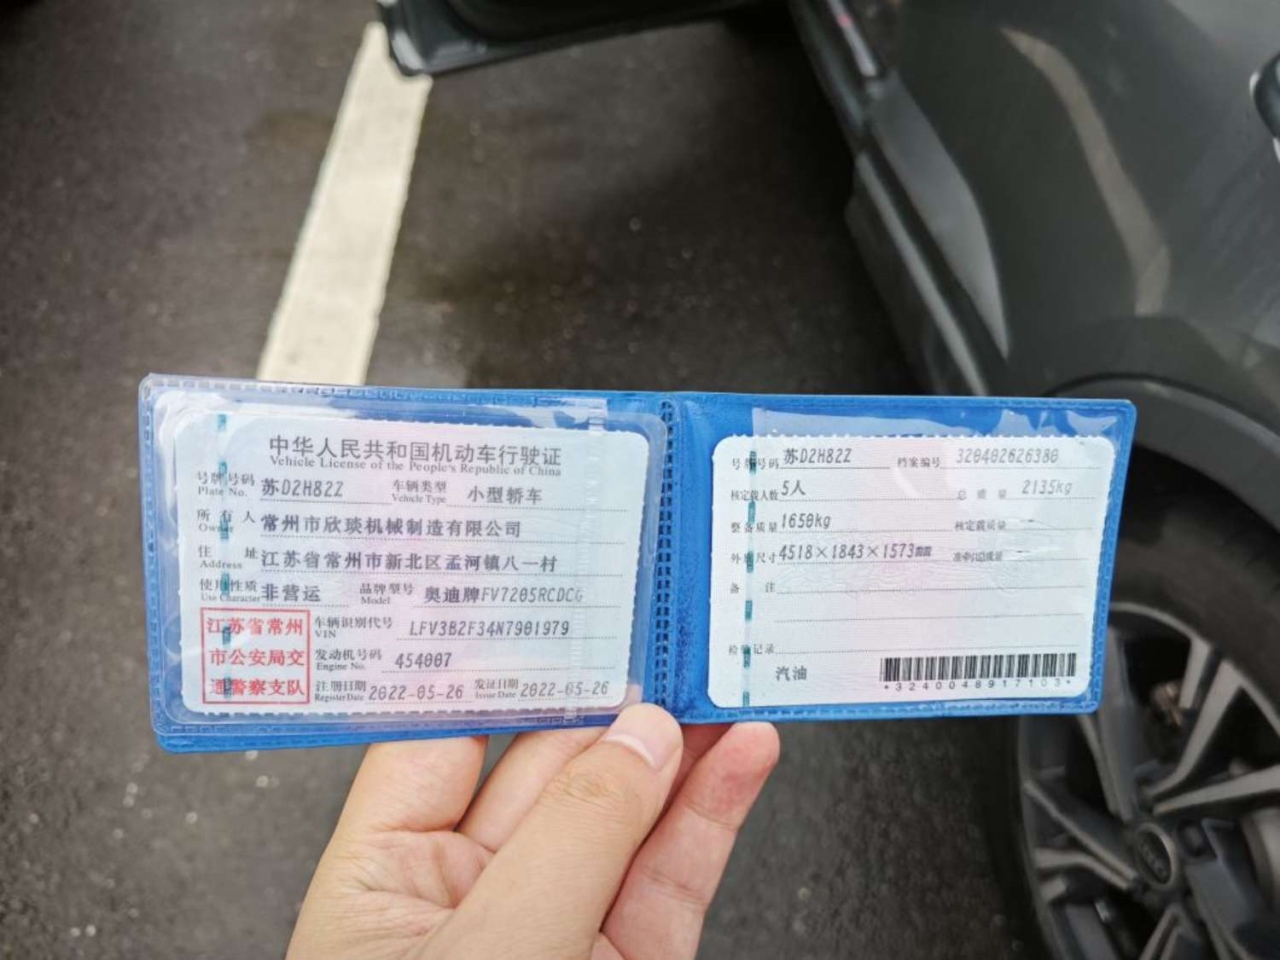 中华人民共和国机动车行驶证
Vehicle License of the People's Republic of China
号牌号码 苏D2H82Z 车辆类型 小型轿车
Plate No. Vehicle Type
所有人 常州市欣琰机械制造有限公司
Owner
住址 江苏省常州市新北区孟河镇八一村
Address
使用性质 非营运 品牌型号 奥迪牌FV7205RCDCG
Use Character Model
江苏省常州
市公安局交
通警察支队
车辆识别代号 LFV3B2F34N7901979
VIN
发动机号码 454007
Engine No.
注册日期 2022-05-26 发证日期 2022-05-26
Register Date Issue Date
号牌号码 苏D2H82Z 档案编号 320402626380
核定载人数 5人 总质量 2135kg
整备质量 1650kg 核定载质量 --
外廓尺寸 4518×1843×1573mm 准牵引总质量 --
备注
检验记录
汽油
*3240048917103*